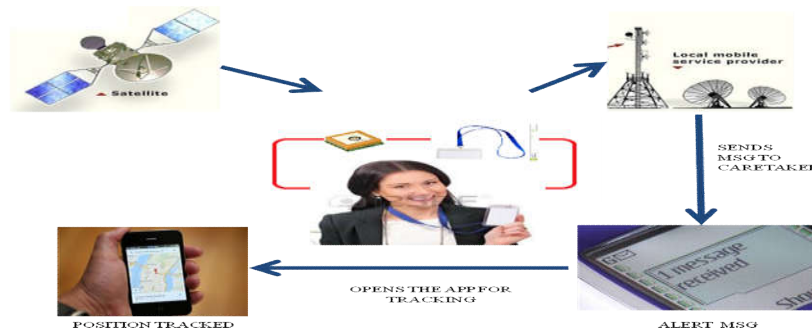 Satellite
Local mobile
service provider
SENDS
MSG TO
CARETAKER
1 message
received
OPENS THE APP FOR
TRACKING
POSITION TRACKED
ALERT MSG